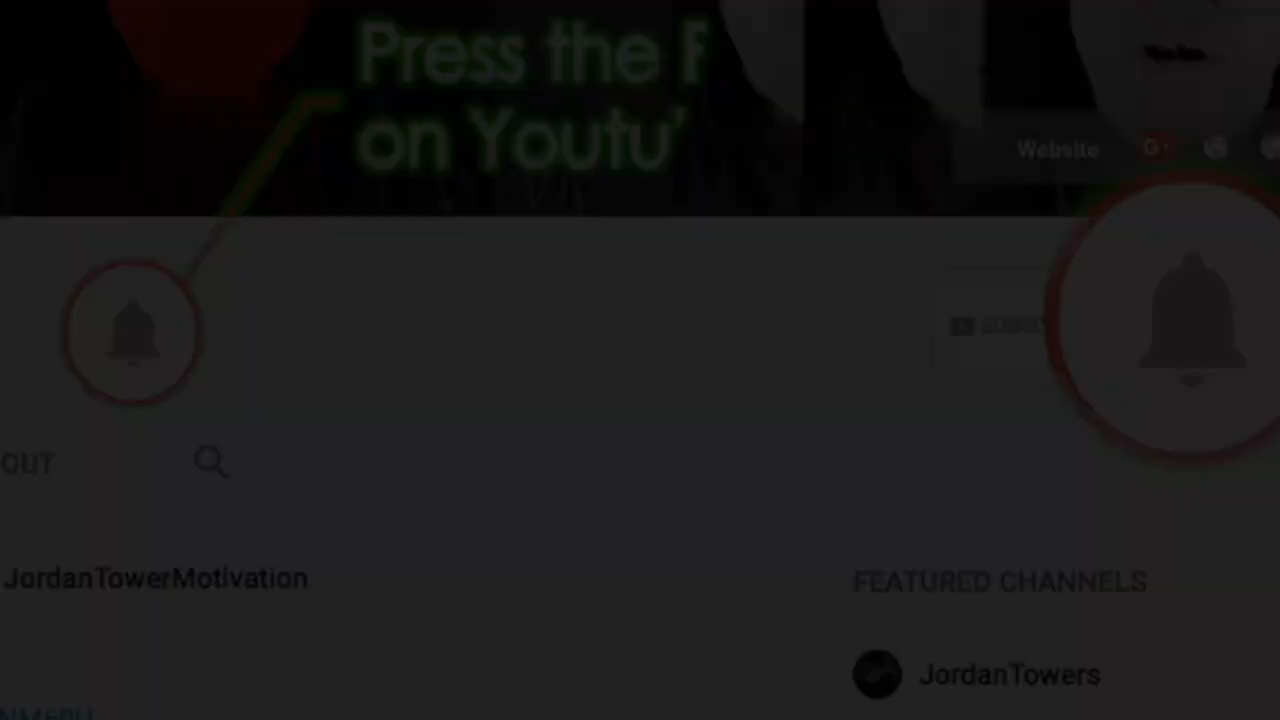 Press the
on Youtu'
Website
G+
OUT
JordanTowerMotivation
FEATURED CHANNELS
JordanTowers